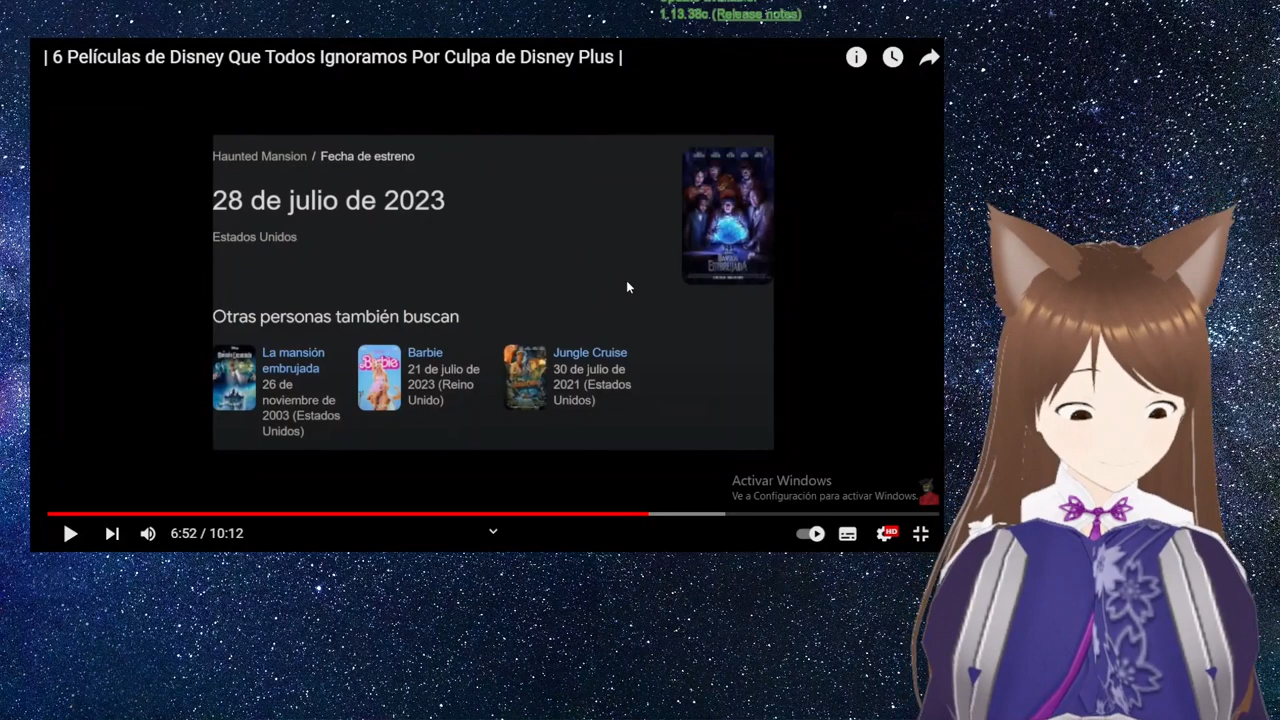 1.13.38c (Release notes)
| 6 Películas de Disney Que Todos Ignoramos Por Culpa de Disney Plus |
Haunted Mansion / Fecha de estreno
28 de julio de 2023
Estados Unidos
EMBRUJADA
Otras personas también buscan
La mansión
embrujada
26 de
noviembre de
2003 (Estados
Unidos)
Barbie
Barbie
21 de julio de
2023 (Reino
Unido)
Jungle Cruise
30 de julio de
2021 (Estados
Unidos)
Activar Windows
Ve a Configuración para activar Windows.
6:52 / 10:12
HD